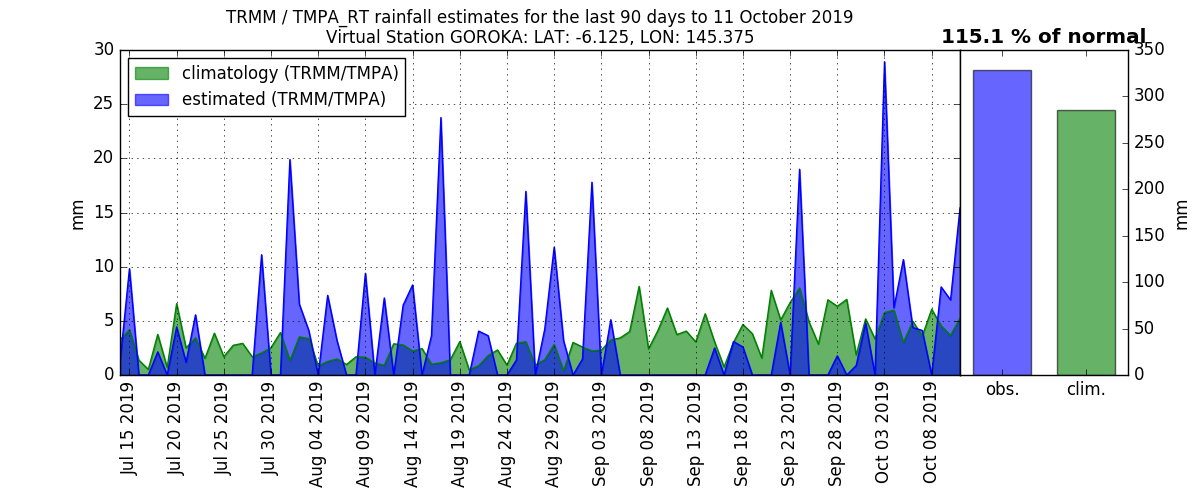 TRMM / TMPA_RT rainfall estimates for the last 90 days to 11 October 2019
Virtual Station GOROKA: LAT: -6.125, LON: 145.375
115.1 % of normal
climatology (TRMM/TMPA)
estimated (TRMM/TMPA)
30
25
20
15
10
5
0
mm
Jul 15 2019
Jul 20 2019
Jul 25 2019
Jul 30 2019
Aug 04 2019
Aug 09 2019
Aug 14 2019
Aug 19 2019
Aug 24 2019
Aug 29 2019
Sep 03 2019
Sep 08 2019
Sep 13 2019
Sep 18 2019
Sep 23 2019
Sep 28 2019
Oct 03 2019
Oct 08 2019
350
300
250
200
150
100
50
0
mm
obs.
clim.